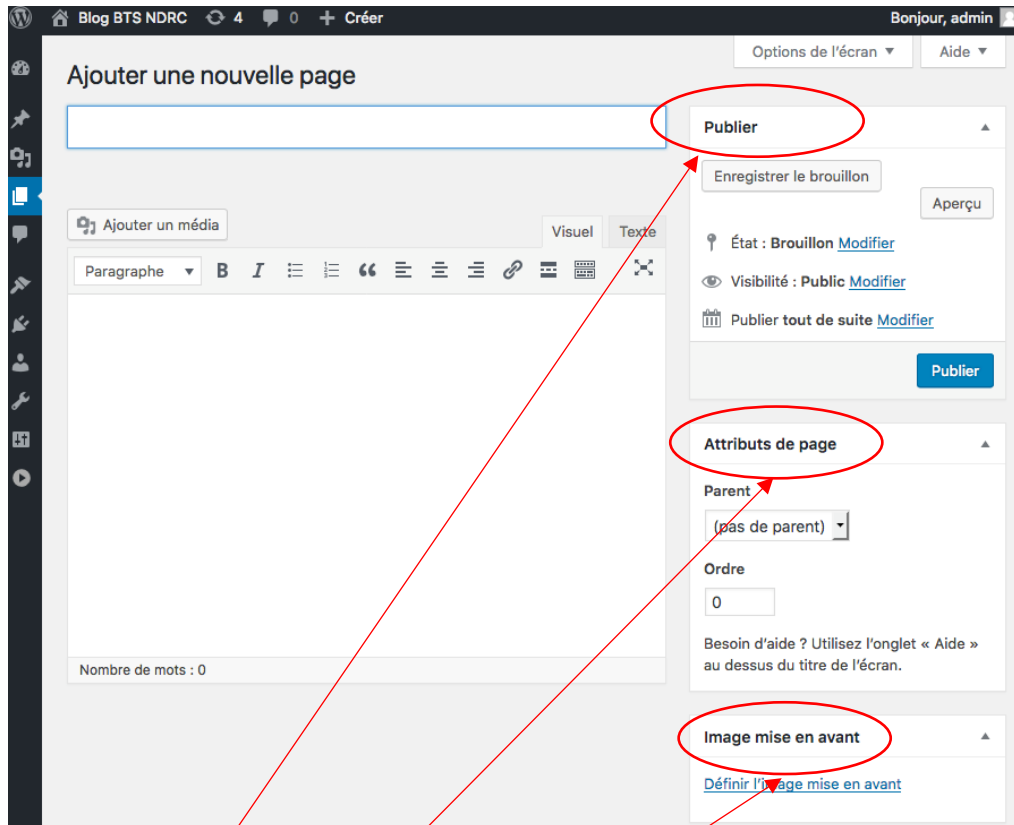 Blog BTS NDRC 4 0 + Créer Bonjour, admin
Options de l'écran ▼ Aide ▼
Ajouter une nouvelle page
Publier
Enregistrer le brouillon
Aperçu
État : Brouillon Modifier
Visibilité : Public Modifier
Publier tout de suite Modifier
Publier
Ajouter un média
Visuel Texte
Paragraphe ▼ B I
Nombre de mots : 0
Attributs de page
Parent
(pas de parent)
Ordre
0
Besoin d'aide ? Utilisez l'onglet « Aide »
au dessus du titre de l'écran.
Image mise en avant
Définir l'image mise en avant